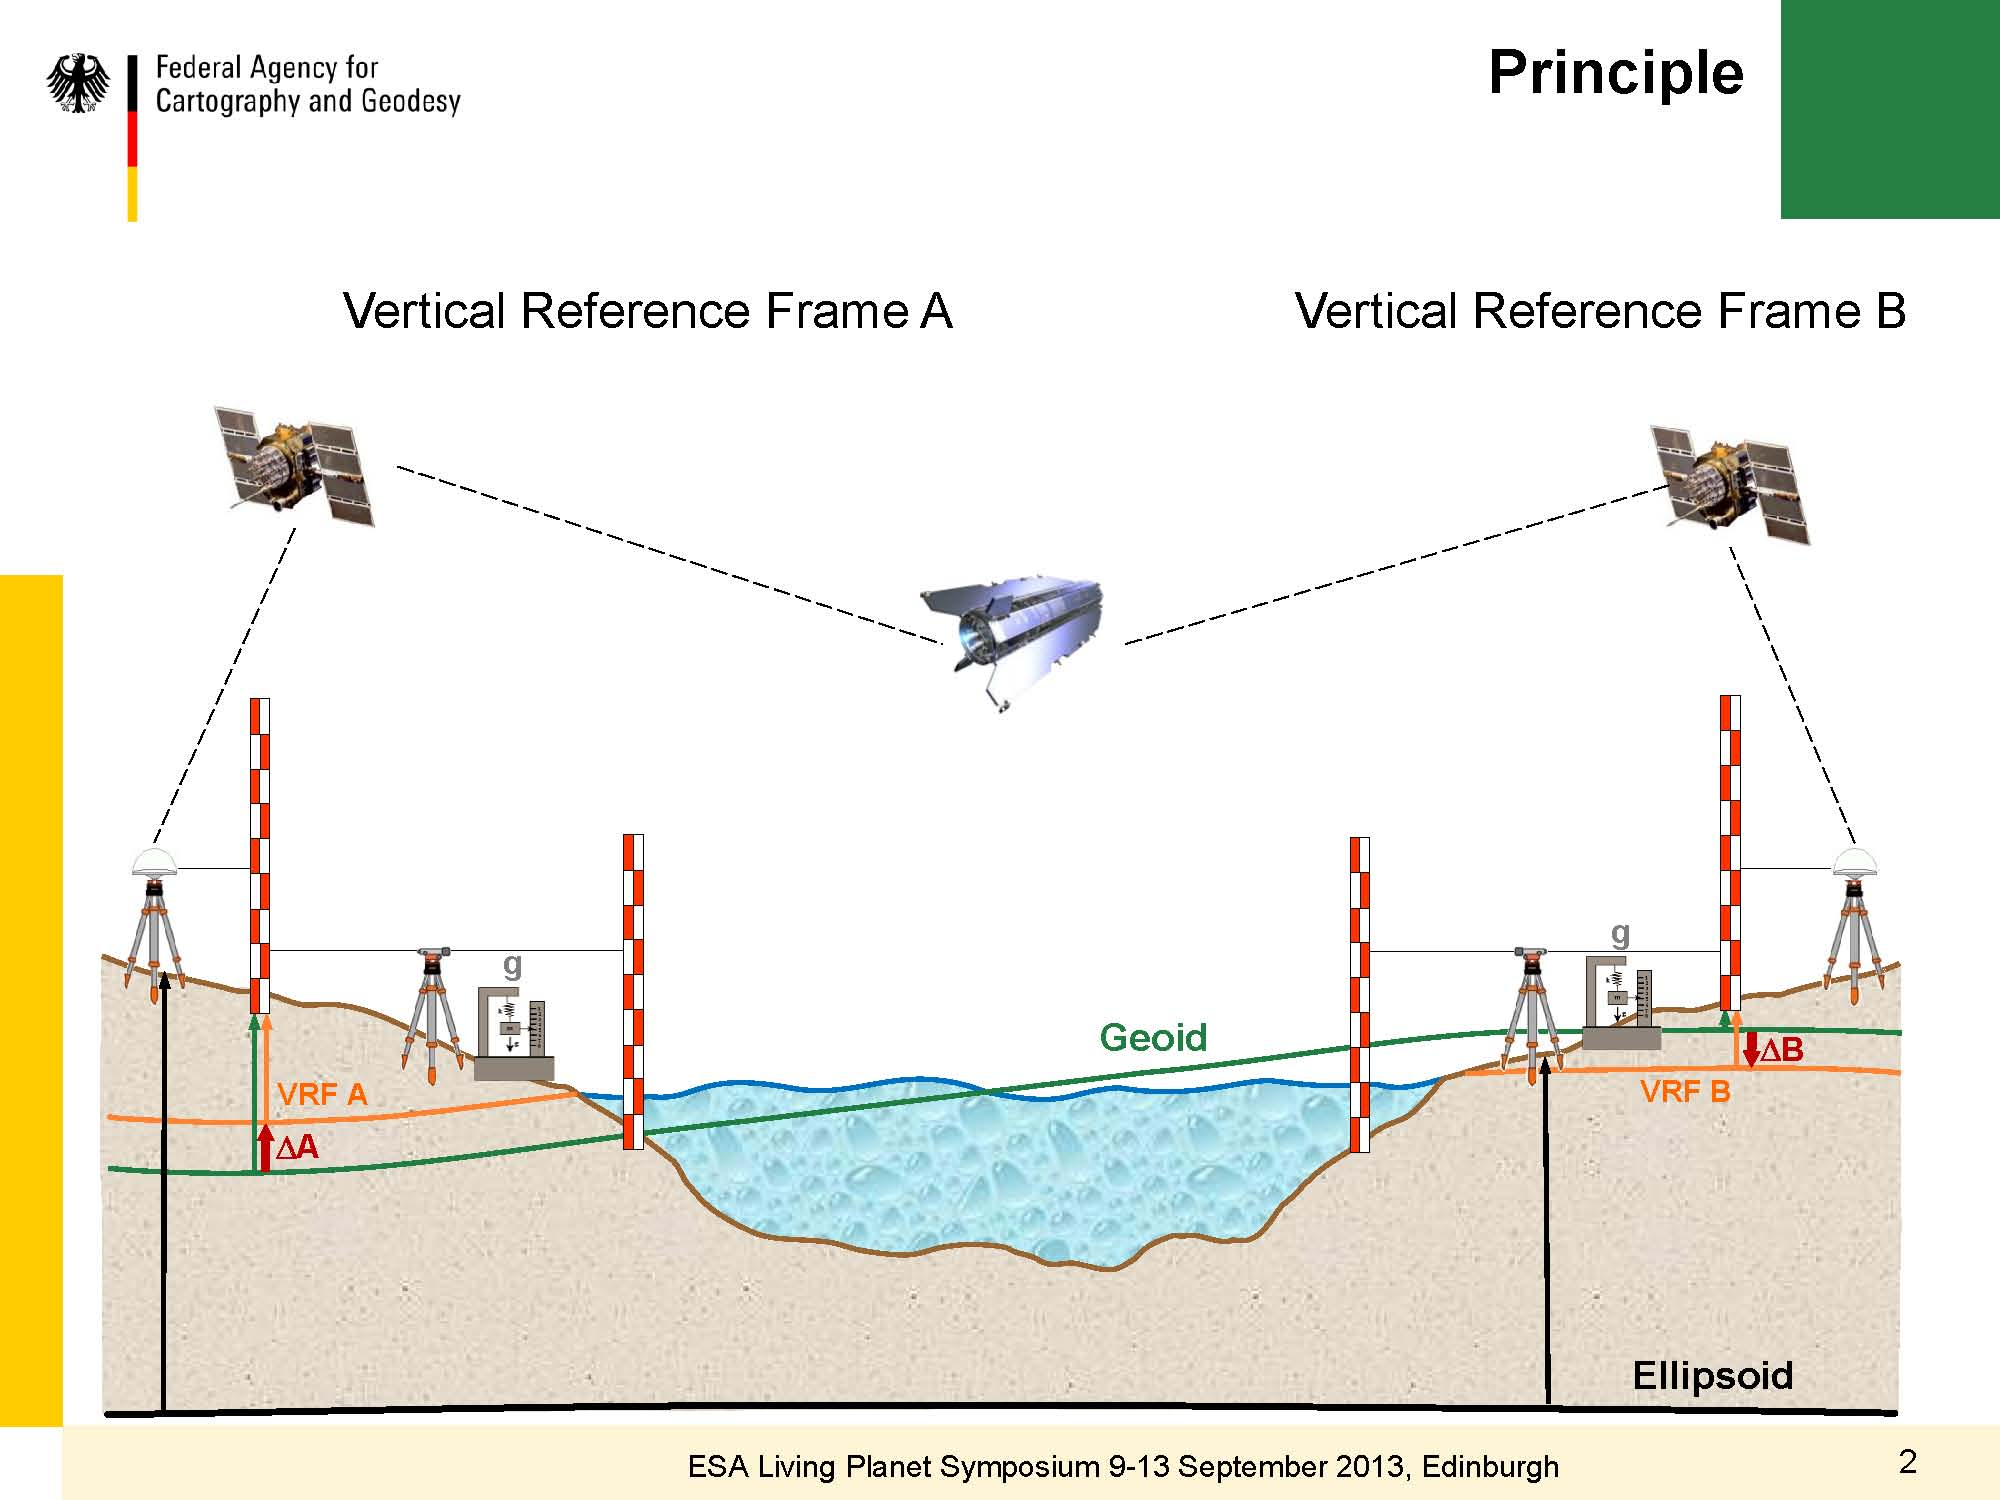 Federal Agency for
Cartography and Geodesy
Principle
Vertical Reference Frame A
Vertical Reference Frame B
g
g
Geoid
VRF A
ΔA
ΔB
VRF B
Ellipsoid
ESA Living Planet Symposium 9-13 September 2013, Edinburgh
2